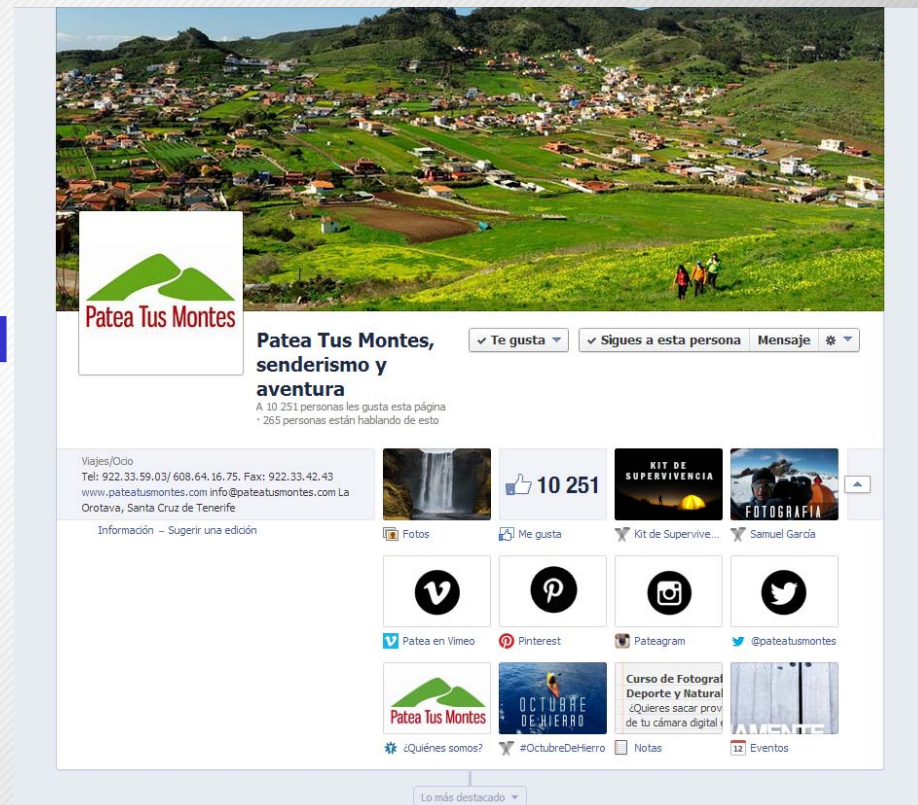 Patea Tus Montes
Patea Tus Montes,
senderismo y
aventura
Te gusta
Sigues a esta persona
Mensaje
A 10 251 personas les gusta esta página
· 265 personas están hablando de esto
Viajes/Ocio
Tel: 922.33.59.03/ 608.64.16.75. Fax: 922.33.42.43
www.pateatusmontes.com info@pateatusmontes.com La
Orotava, Santa Cruz de Tenerife
Información – Sugerir una edición
10 251
KIT DE
SUPERVIVENCIA
FOTOGRAFIA
Fotos
Me gusta
Kit de Supervive...
Samuel García
Patea en Vimeo
Pinterest
Pateagram
@pateatusmontes
Patea Tus Montes
OCTUBRE
DE HIERRO
Curso de Fotograf
Deporte y Natural
¿Quieres sacar prov
de tu cámara digital e
AMENTE
¿Quiénes somos?
#OctubreDeHierro
Notas
12
Eventos
Lo más destacado